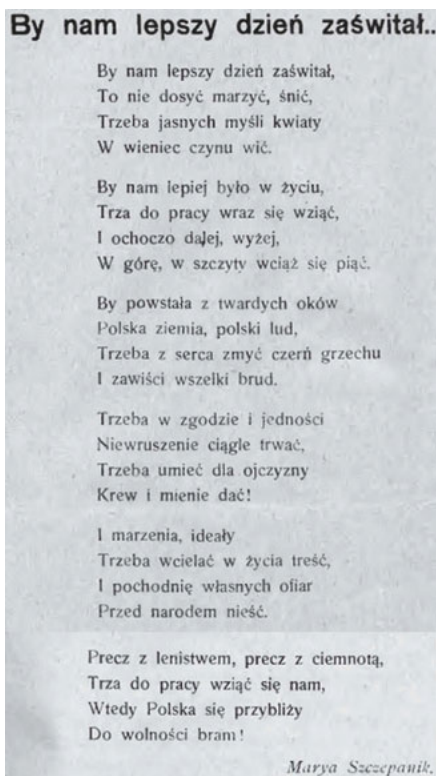 By nam lepszy dzień zaświtał..
By nam lepszy dzień zaświtał,
To nie dosyć marzyć, śnić,
Trzeba jasnych myśli kwiaty
W wieniec czynu wić.
By nam lepiej było w życiu,
Trza do pracy wraz się wziąć,
I ochoczo dalej, wyżej,
W górę, w szczyty wciąż się piąć.
By powstała z twardych oków
Polska ziemia, polski lud,
Trzeba z serca zmyć czerń grzechu
I zawiści wszelki brud.
Trzeba w zgodzie i jedności
Niewruszenie ciągle trwać,
Trzeba umieć dla ojczyzny
Krew i mienie dać!
I marzenia, ideały
Trzeba wcielać w życia treść,
I pochodnię własnych ofiar
Przed narodem nieść.
Precz z lenistwem, precz z ciemnotą,
Trza do pracy wziąć się nam,
Wtedy Polska się przybliży
Do wolności bram!
Marya Szczepanik.